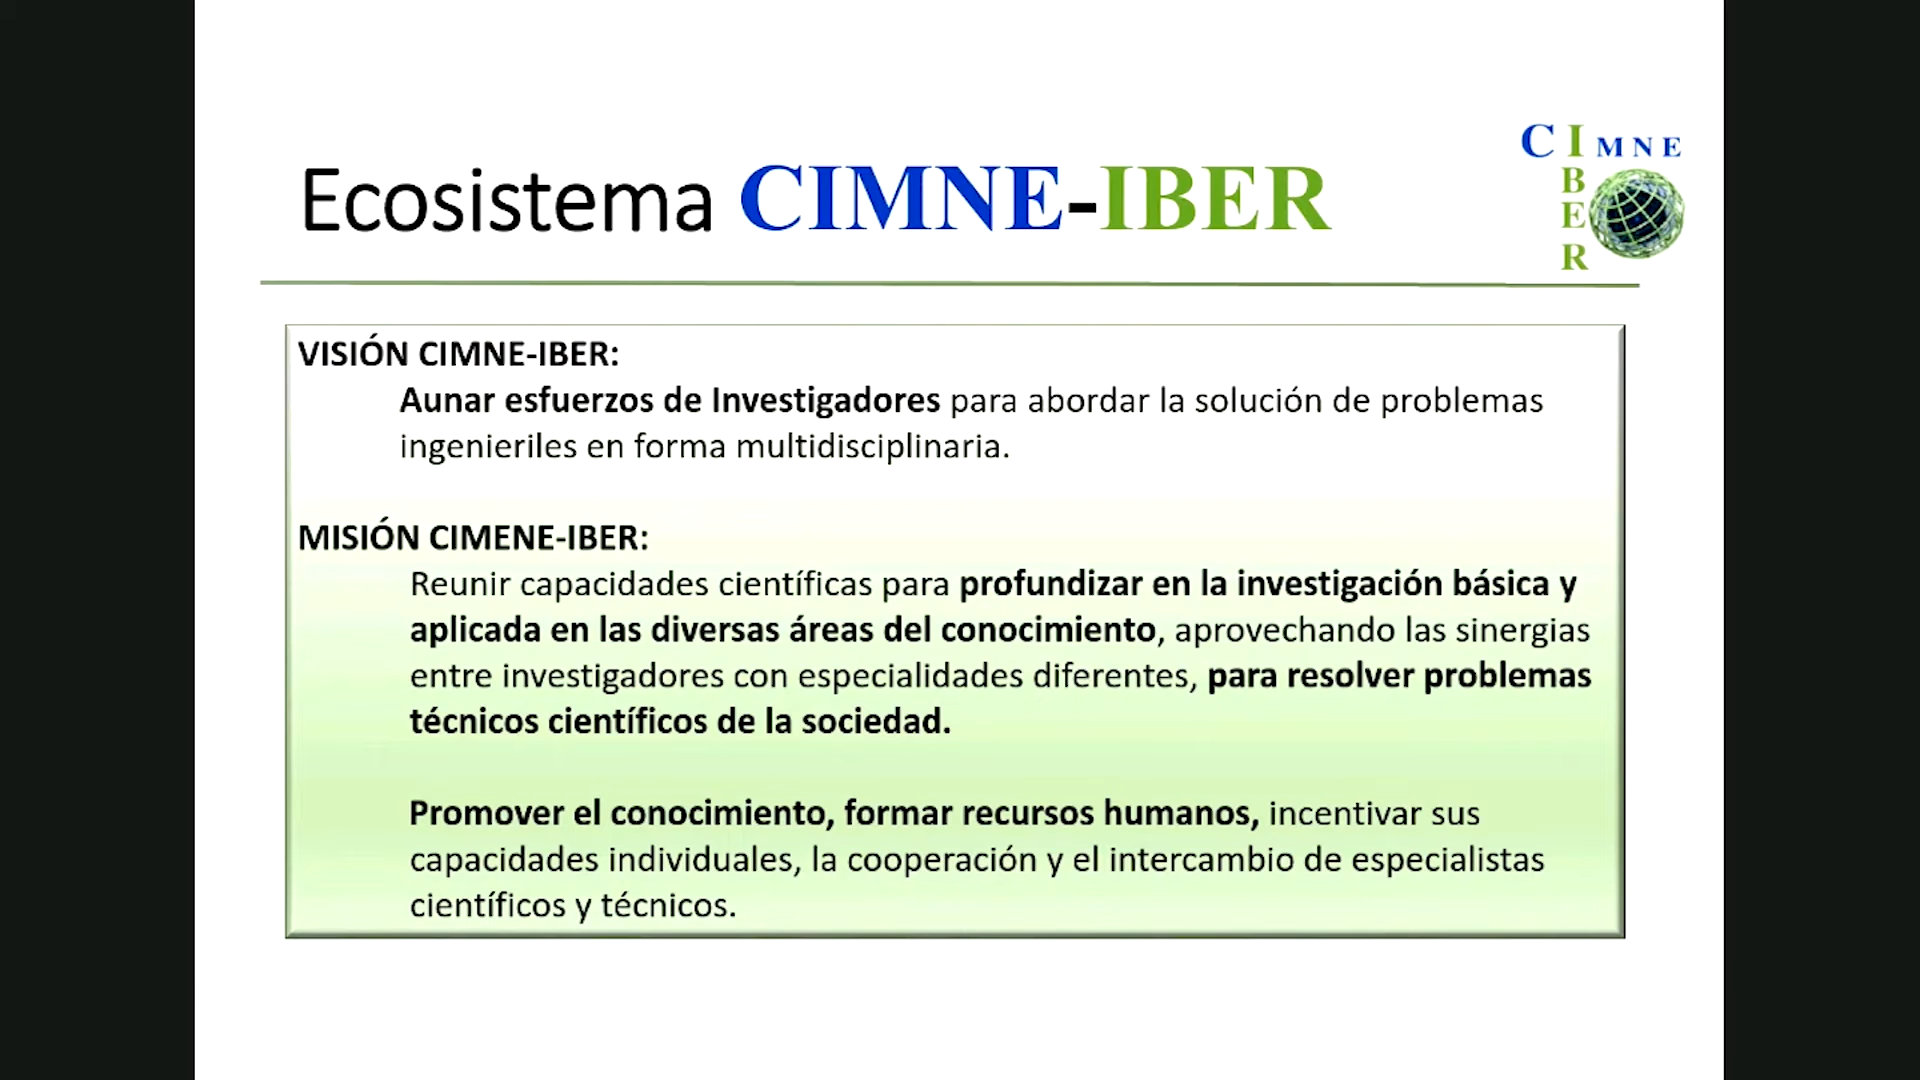 Ecosistema CIMNE-IBER
CIMNE
IBER
VISIÓN CIMNE-IBER:
Aunar esfuerzos de Investigadores para abordar la solución de problemas
ingenieriles en forma multidisciplinaria.
MISIÓN CIMENE-IBER:
Reunir capacidades científicas para profundizar en la investigación básica y
aplicada en las diversas áreas del conocimiento, aprovechando las sinergias
entre investigadores con especialidades diferentes, para resolver problemas
técnicos científicos de la sociedad.
Promover el conocimiento, formar recursos humanos, incentivar sus
capacidades individuales, la cooperación y el intercambio de especialistas
científicos y técnicos.